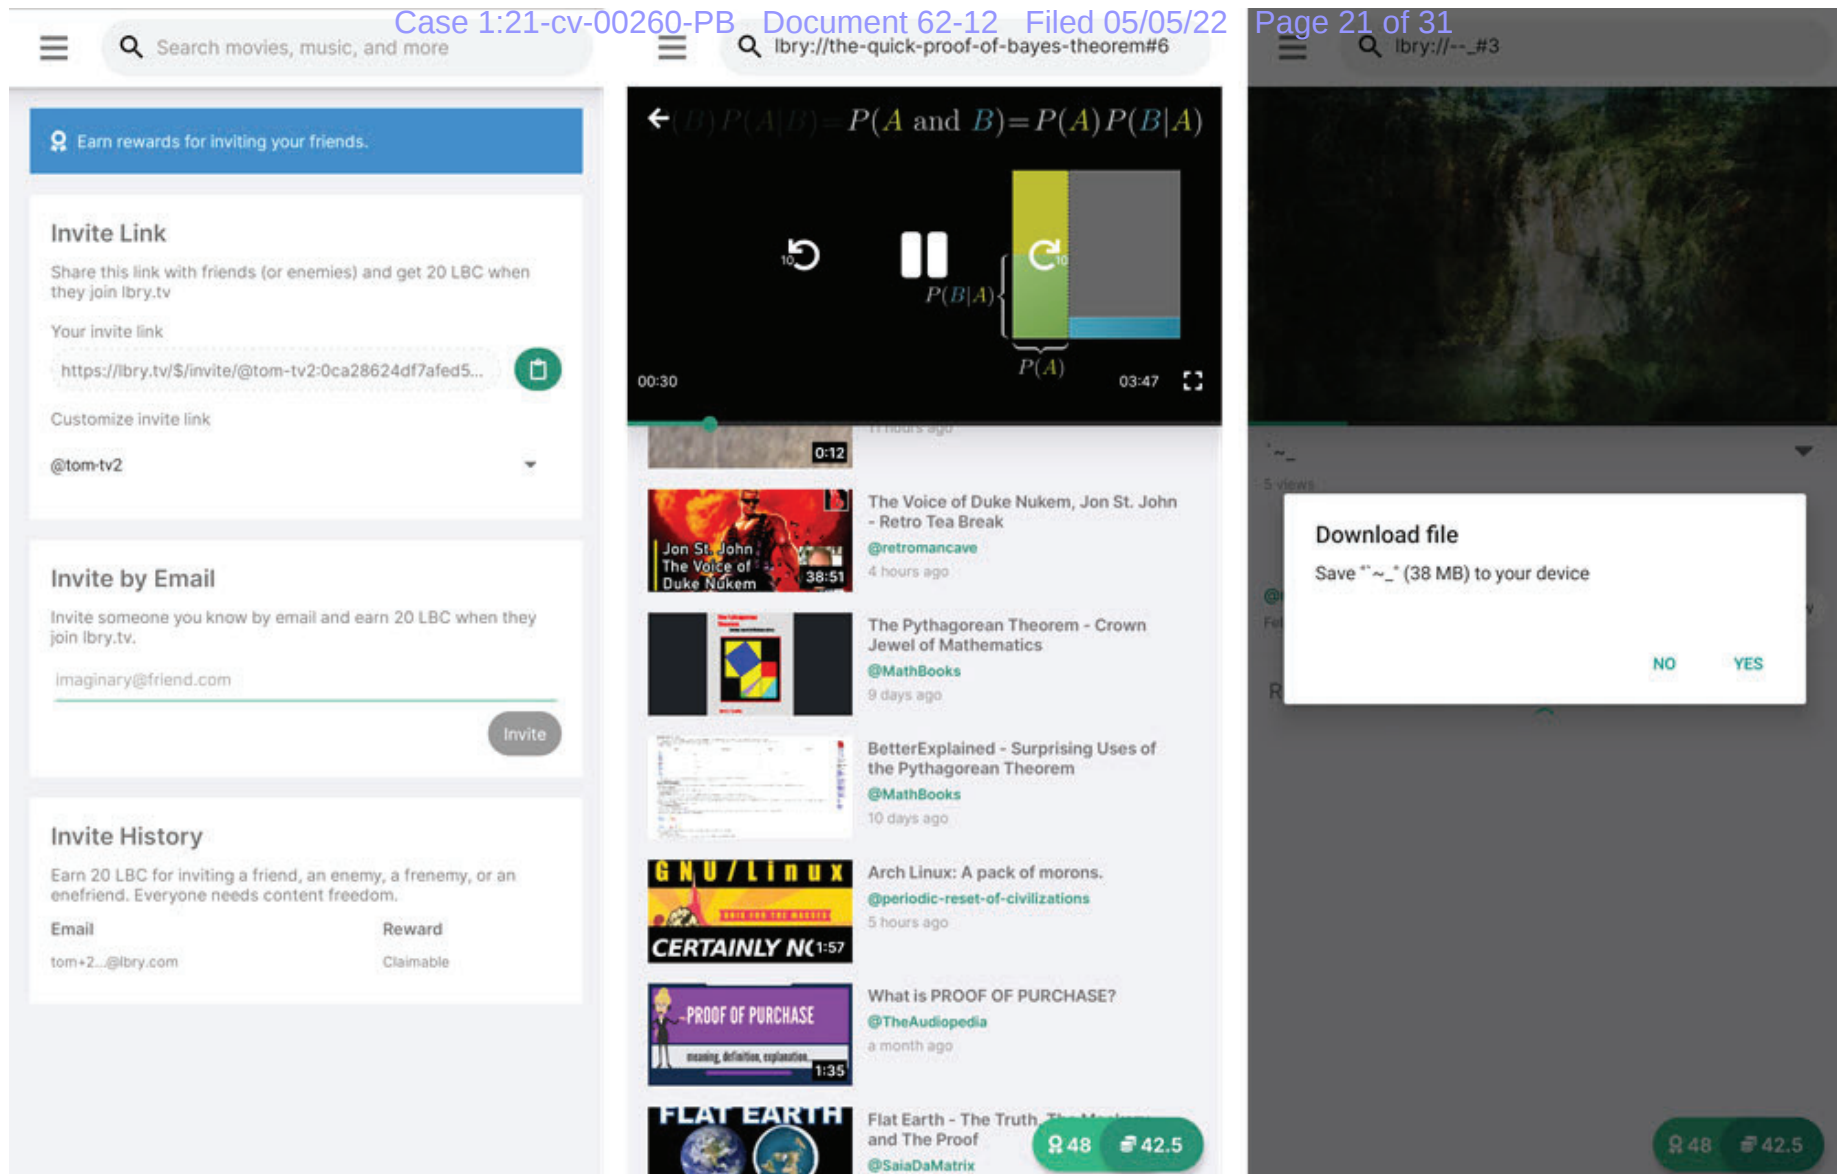 Case 1:21-cv-00260-PB Document 62-12 Filed 05/05/22 Page 21 of 31
Search movies, music, and more
Earn rewards for inviting your friends.
Invite Link
Share this link with friends (or enemies) and get 20 LBC when
they join lbry.tv
Your invite link
https://lbry.tv/$/invite/@tom-tv2:0ca28624df7afed5...
Customize invite link
@tom-tv2
Invite by Email
Invite someone you know by email and earn 20 LBC when they
join lbry.tv.
imaginary@friend.com
Invite
Invite History
Earn 20 LBC for inviting a friend, an enemy, a frenemy, or an
enefriend. Everyone needs content freedom.
Email Reward
tom+2...@lbry.com Claimable
lbry://the-quick-proof-of-bayes-theorem#6
(B)P(A|B)= P(A and B)=P(A)P(B|A)
10 10
P(B|A)
P(A)
00:30 03:47
11 hours ago
0:12
Jon St. John
The Voice of
Duke Nukem
38:51
The Voice of Duke Nukem, Jon St. John
- Retro Tea Break
@retromancave
4 hours ago
The Pythagorean Theorem - Crown
Jewel of Mathematics
@MathBooks
9 days ago
BetterExplained - Surprising Uses of
the Pythagorean Theorem
@MathBooks
10 days ago
GNU/Linux
CERTAINLY
1:57
Arch Linux: A pack of morons.
@periodic-reset-of-civilizations
5 hours ago
PROOF OF PURCHASE
meaning, definition, explanation...
1:35
What is PROOF OF PURCHASE?
@TheAudiopedia
a month ago
FLAT EARTH
Flat Earth - The Truth, The
and The Proof
@SaiaDaMatrix
48 42.5
lbry://--_#3
`~_
5 views
Download file
Save "`~_" (38 MB) to your device
NO YES
48 42.5